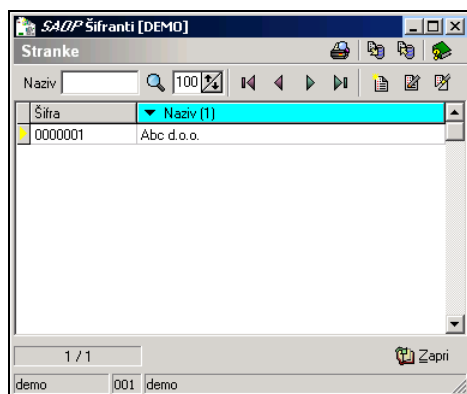 SAOP Šifranti [DEMO]
Stranke
Naziv 100
Šifra Naziv (1)
0000001 Abc d.o.o.
1 / 1 Zapri
demo 001 demo